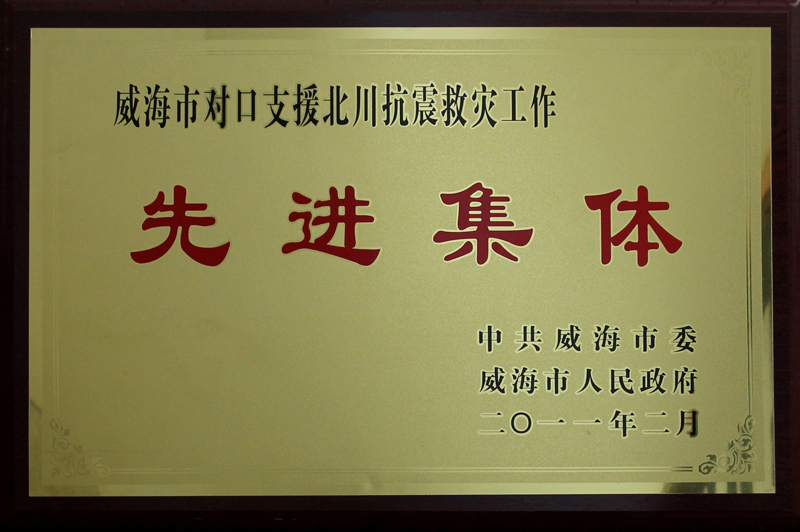 威海市对口支援北川抗震救灾工作
先进集体
中共威海市委
威海市人民政府
二〇一一年二月